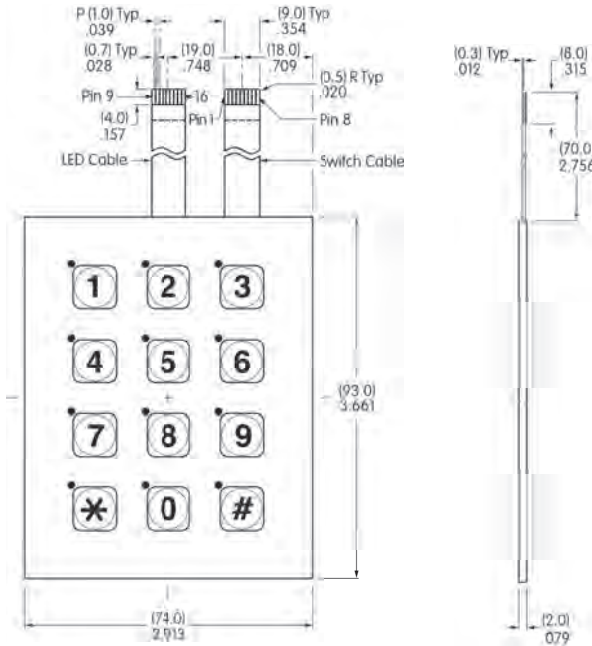 P (1.0) Typ
.039
(9.0) Typ
.354
(0.7) Typ
.028
(19.0)
.748
(18.0)
.709
(0.5) R Typ
.020
Pin 9
16
Pin 1
Pin 8
(4.0)
.157
LED Cable
Switch Cable
(0.3) Typ
.012
(8.0)
.315
(70.0)
2.756
1 2 3
4 5 6
7 8 9
* 0 #
(93.0)
3.661
(74.0)
2.913
(2.0)
.079